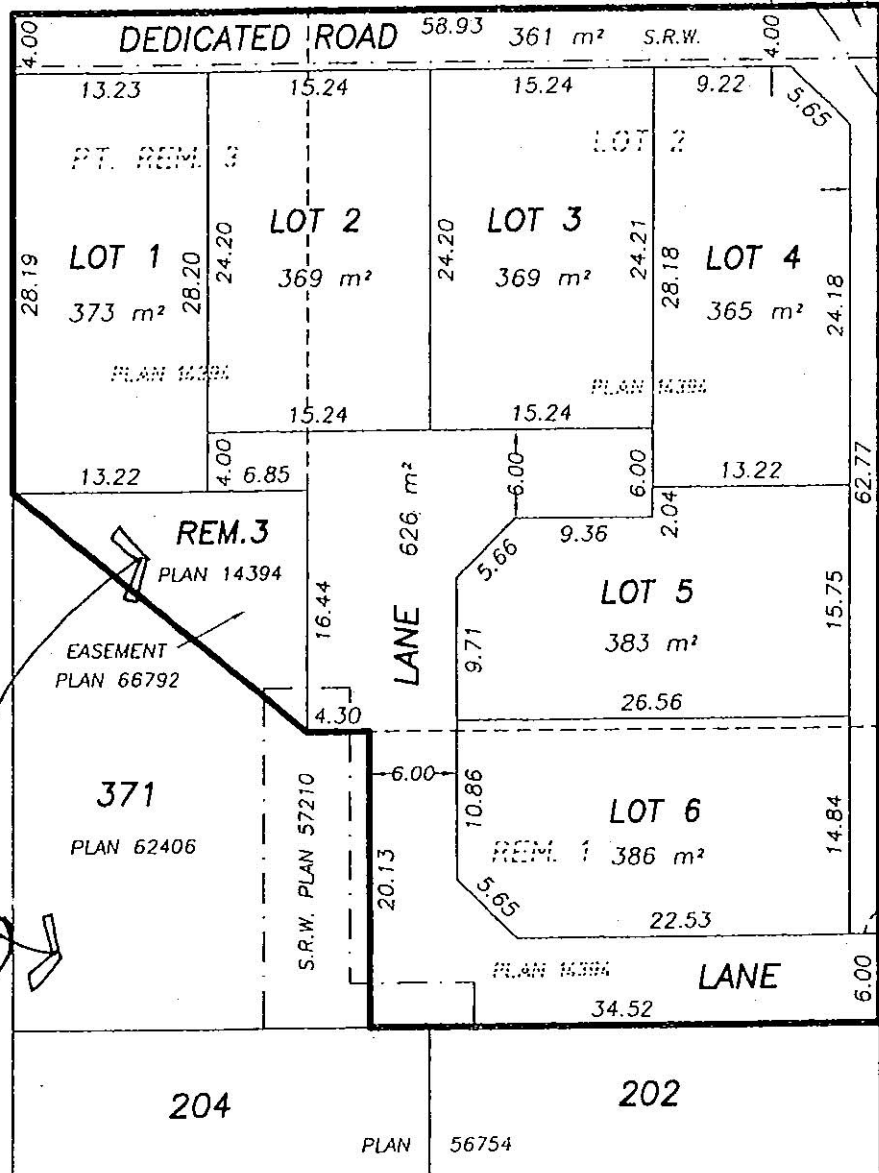 4.00 DEDICATED ROAD 58.93 361 m² S.R.W. 4.00
13.23 15.24 15.24 9.22 5.65
PT. REM. 3 LOT 2
LOT 1 LOT 2 LOT 3 LOT 4
373 m² 369 m² 369 m² 365 m²
28.19 28.20 24.20 24.20 24.21 28.18 24.18
PLAN 14394 PLAN 14394
15.24 15.24
13.22 4.00 6.85 6.00 6.00 13.22 62.77
LANE 626 m²
REM.3
PLAN 14394
5.66 9.36 2.04
EASEMENT
PLAN 66792
16.44
LOT 5
383 m²
9.71 15.75
4.30 26.56
371
PLAN 62406
S.R.W. PLAN 57210
6.00 10.86
LOT 6
REM. 1 386 m²
14.84
20.13
5.65 22.53
PLAN 14394 LANE 6.00
34.52
204 202
PLAN 56754